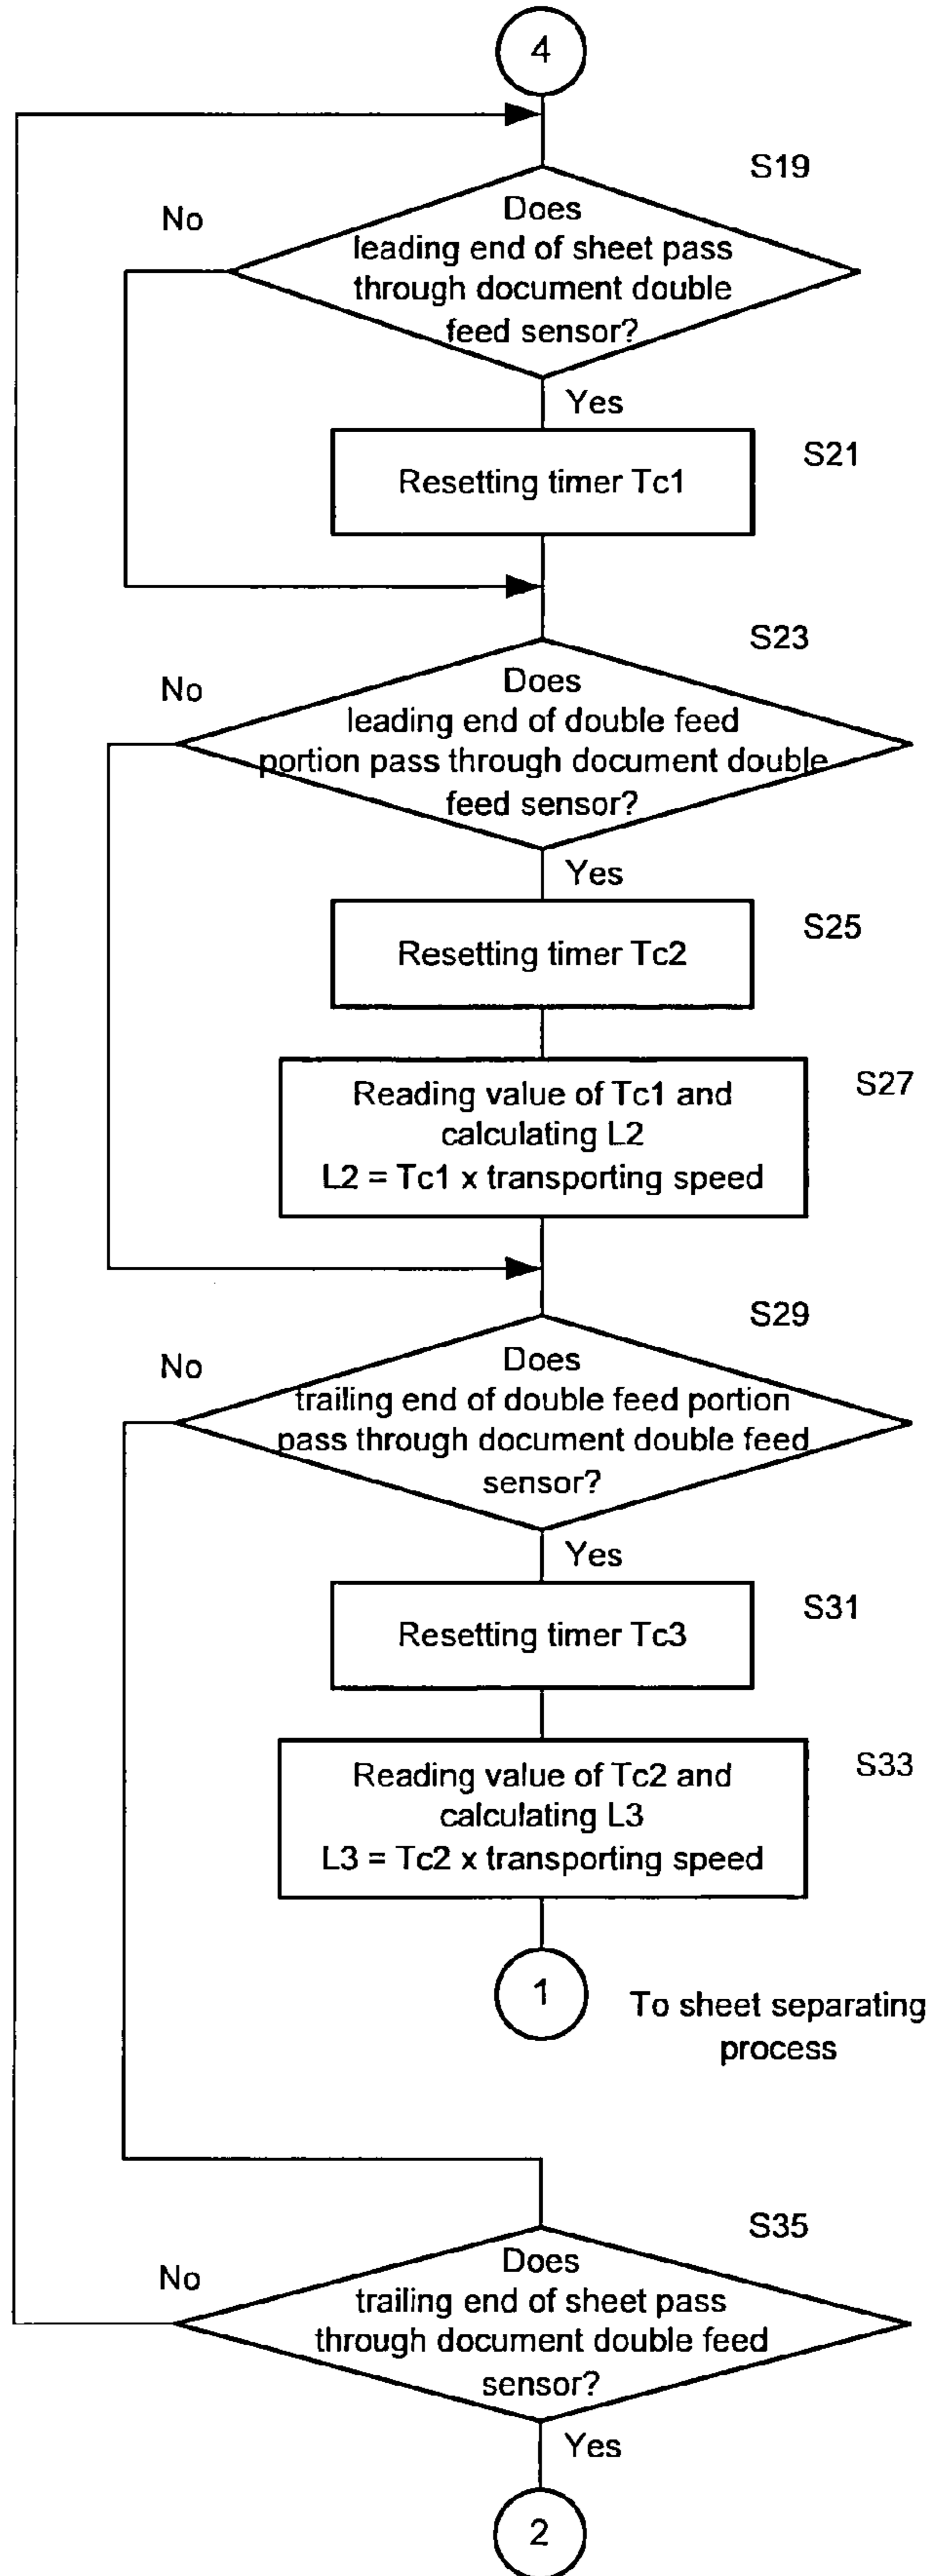 4
S19
No
Does
leading end of sheet pass
through document double
feed sensor?
Yes
S21
Resetting timer Tc1
S23
No
Does
leading end of double feed
portion pass through document double
feed sensor?
Yes
S25
Resetting timer Tc2
S27
Reading value of Tc1 and
calculating L2
L2 = Tc1 x transporting speed
S29
No
Does
trailing end of double feed portion
pass through document double feed
sensor?
Yes
S31
Resetting timer Tc3
S33
Reading value of Tc2 and
calculating L3
L3 = Tc2 x transporting speed
1
To sheet separating
process
S35
No
Does
trailing end of sheet pass
through document double feed
sensor?
Yes
2